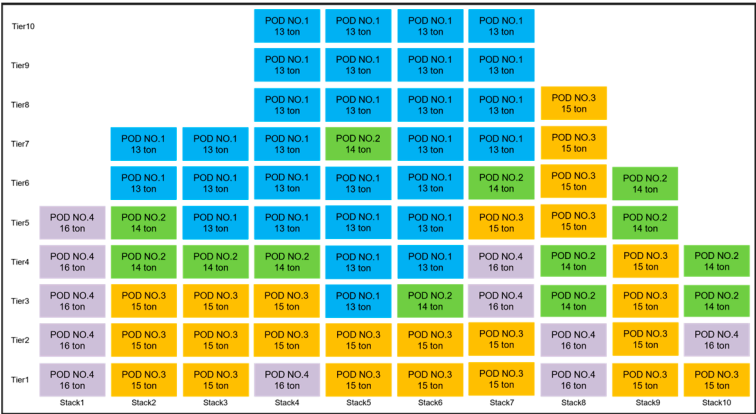 Tier10
POD NO.1 POD NO.1 POD NO.1 POD NO.1
13 ton 13 ton 13 ton 13 ton
Tier9
POD NO.1 POD NO.1 POD NO.1 POD NO.1
13 ton 13 ton 13 ton 13 ton
Tier8
POD NO.1 POD NO.1 POD NO.1 POD NO.1 POD NO.3
13 ton 13 ton 13 ton 13 ton 15 ton
Tier7
POD NO.1 POD NO.1 POD NO.1 POD NO.2 POD NO.1 POD NO.1 POD NO.3
13 ton 13 ton 13 ton 14 ton 13 ton 13 ton 15 ton
Tier6
POD NO.1 POD NO.1 POD NO.1 POD NO.1 POD NO.1 POD NO.2 POD NO.3 POD NO.2
13 ton 13 ton 13 ton 13 ton 13 ton 14 ton 15 ton 14 ton
Tier5
POD NO.4 POD NO.2 POD NO.1 POD NO.1 POD NO.1 POD NO.1 POD NO.3 POD NO.3 POD NO.2
16 ton 14 ton 13 ton 13 ton 13 ton 13 ton 15 ton 15 ton 14 ton
Tier4
POD NO.4 POD NO.2 POD NO.2 POD NO.2 POD NO.1 POD NO.1 POD NO.4 POD NO.2 POD NO.3 POD NO.2
16 ton 14 ton 14 ton 14 ton 13 ton 13 ton 16 ton 14 ton 15 ton 14 ton
Tier3
POD NO.4 POD NO.3 POD NO.3 POD NO.3 POD NO.1 POD NO.2 POD NO.4 POD NO.2 POD NO.3 POD NO.2
16 ton 15 ton 15 ton 15 ton 13 ton 14 ton 16 ton 14 ton 15 ton 14 ton
Tier2
POD NO.4 POD NO.3 POD NO.3 POD NO.3 POD NO.3 POD NO.3 POD NO.3 POD NO.4 POD NO.3 POD NO.4
16 ton 15 ton 15 ton 15 ton 15 ton 15 ton 15 ton 16 ton 15 ton 16 ton
Tier1
POD NO.4 POD NO.3 POD NO.3 POD NO.4 POD NO.3 POD NO.3 POD NO.3 POD NO.4 POD NO.3 POD NO.3
16 ton 15 ton 15 ton 16 ton 15 ton 15 ton 15 ton 16 ton 15 ton 15 ton
Stack1 Stack2 Stack3 Stack4 Stack5 Stack6 Stack7 Stack8 Stack9 Stack10